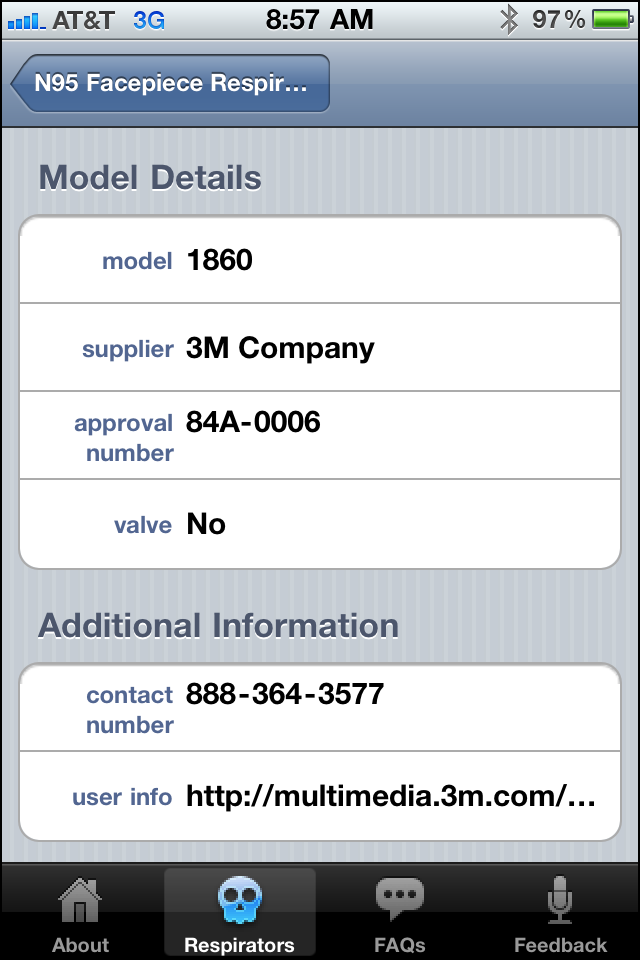 AT&T 3G 8:57 AM 97%
N95 Facepiece Respir...
Model Details
model 1860
supplier 3M Company
approval 84A-0006
number
valve No
Additional Information
contact 888-364-3577
number
user info http://multimedia.3m.com/...
About Respirators FAQs Feedback